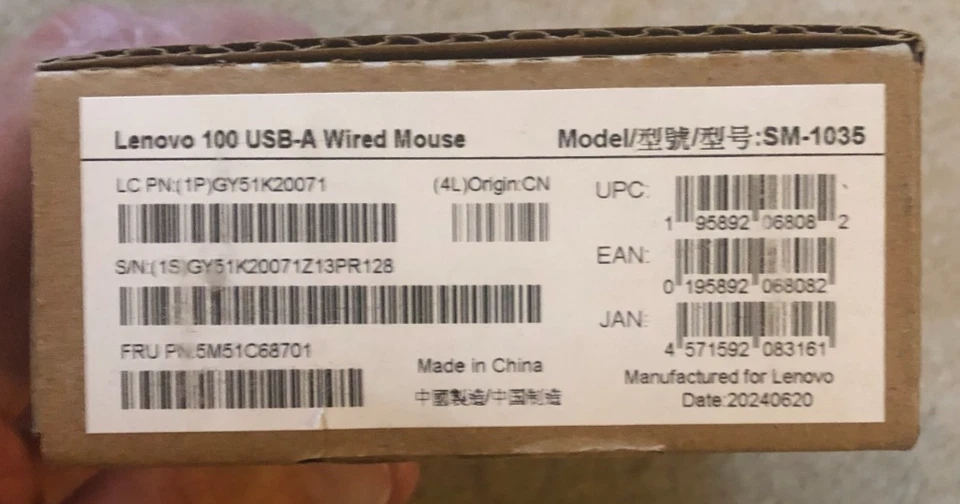 Lenovo 100 USB-A Wired Mouse
Model/型號/型号:SM-1035
LC PN:(1P)GY51K20071
(4L)Origin:CN
S/N:(1S)GY51K20071Z13PR128
FRU PN.5M51C68701
Made in China
中國製造/中国制造
UPC:
1 95892 06808 2
EAN:
0 195892 068082
JAN:
4 571592 083161
Manufactured for Lenovo
Date:20240620